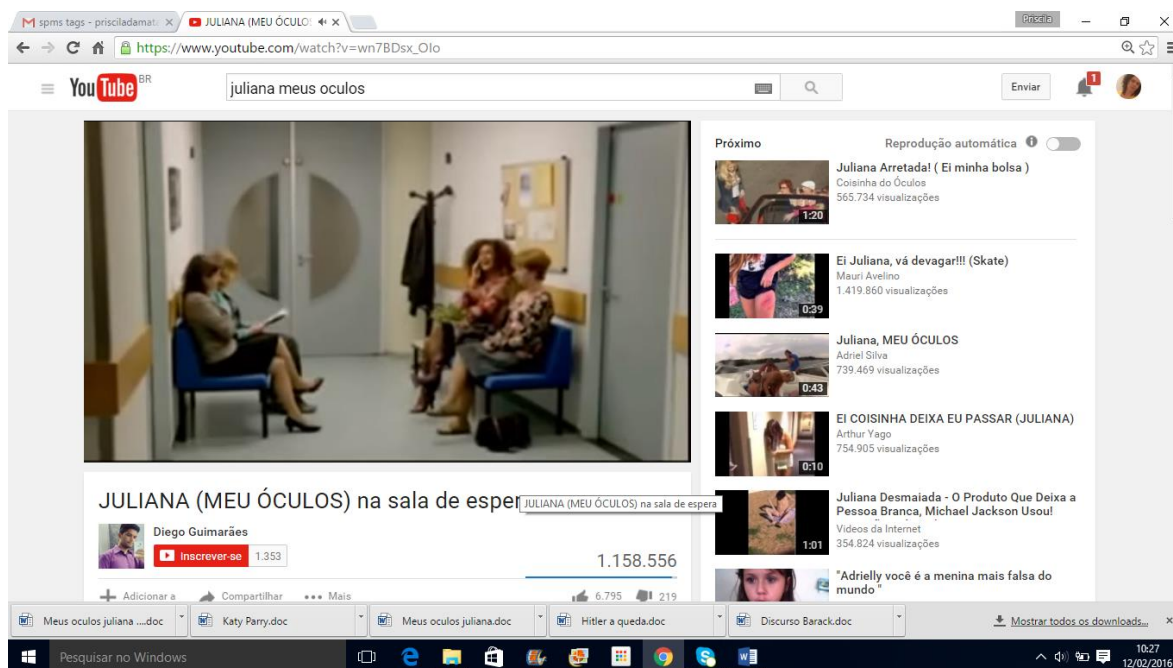 spms tags - prisciladamat
JULIANA (MEU ÓCULO
Priscila
https://www.youtube.com/watch?v=wn7BDsx_OIo
YouTube BR
juliana meus oculos
Enviar
1
Próximo
Reprodução automática
Juliana Arretada! ( Ei minha bolsa )
Coisinha do Óculos
565.734 visualizações
1:20
Ei Juliana, vá devagar!!! (Skate)
Mauri Avelino
1.419.860 visualizações
0:39
Juliana, MEU ÓCULOS
Adriel Silva
739.469 visualizações
0:43
EI COISINHA DEIXA EU PASSAR (JULIANA)
Arthur Yago
754.905 visualizações
0:10
Juliana Desmaiada - O Produto Que Deixa a
Pessoa Branca, Michael Jackson Usou!
Videos da Internet
354.824 visualizações
1:01
"Adrielly você é a menina mais falsa do
mundo"
JULIANA (MEU ÓCULOS) na sala de esper
JULIANA (MEU ÓCULOS) na sala de espera
Diego Guimarães
Inscrever-se 1.353
1.158.556
Adicionar a Compartilhar Mais
6.795 219
Meus oculos juliana ....doc
Katy Parry.doc
Meus oculos juliana.doc
Hitler a queda.doc
Discurso Barack.doc
Mostrar todos os downloads...
Pesquisar no Windows
10:27
12/02/2016